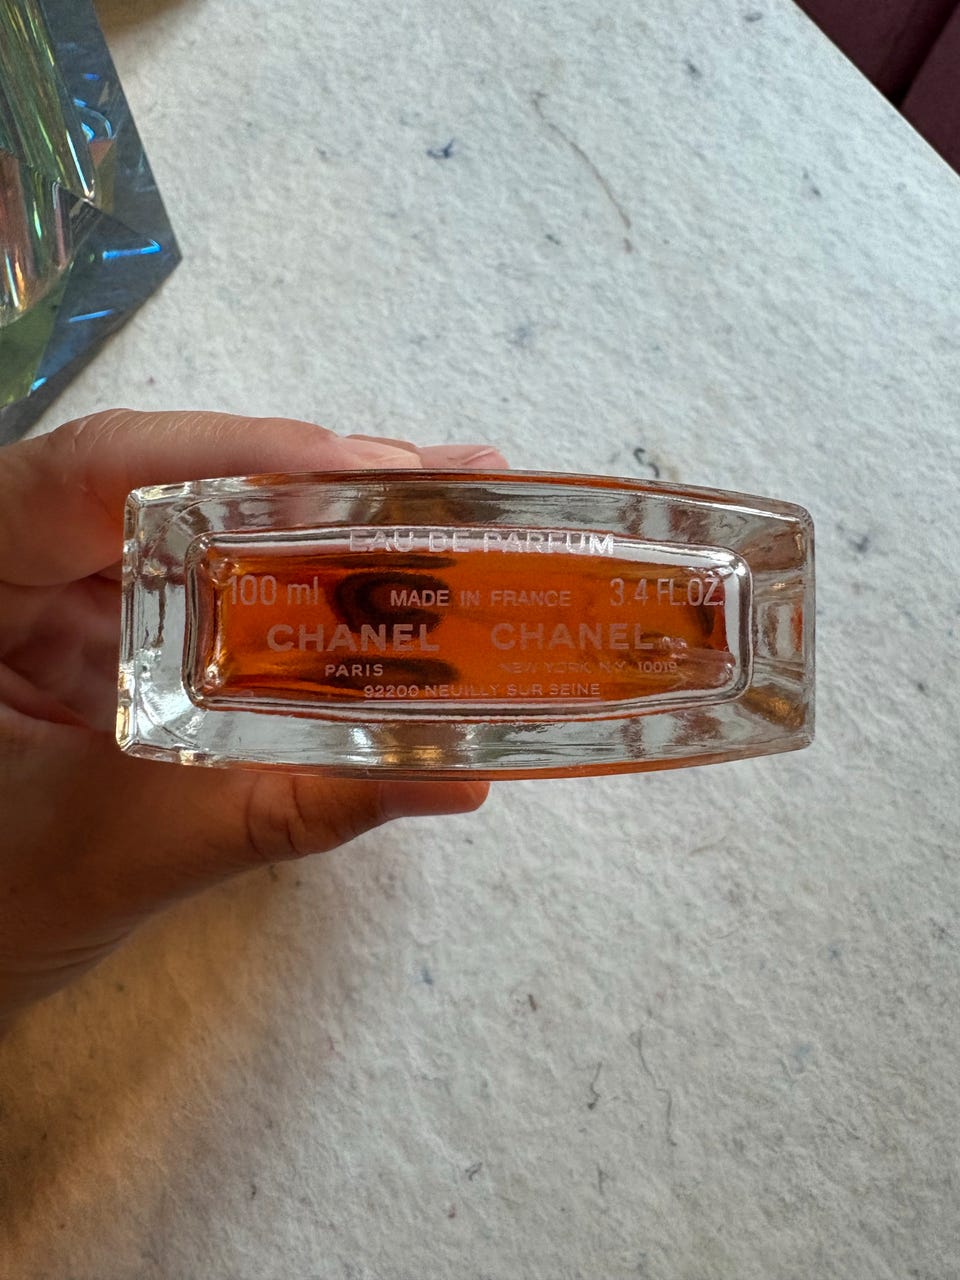 EAU DE PARFUM
100 ml MADE IN FRANCE 3.4 FL.OZ.
CHANEL CHANEL
PARIS NEW YORK N.Y. 10019
92200 NEUILLY SUR SEINE